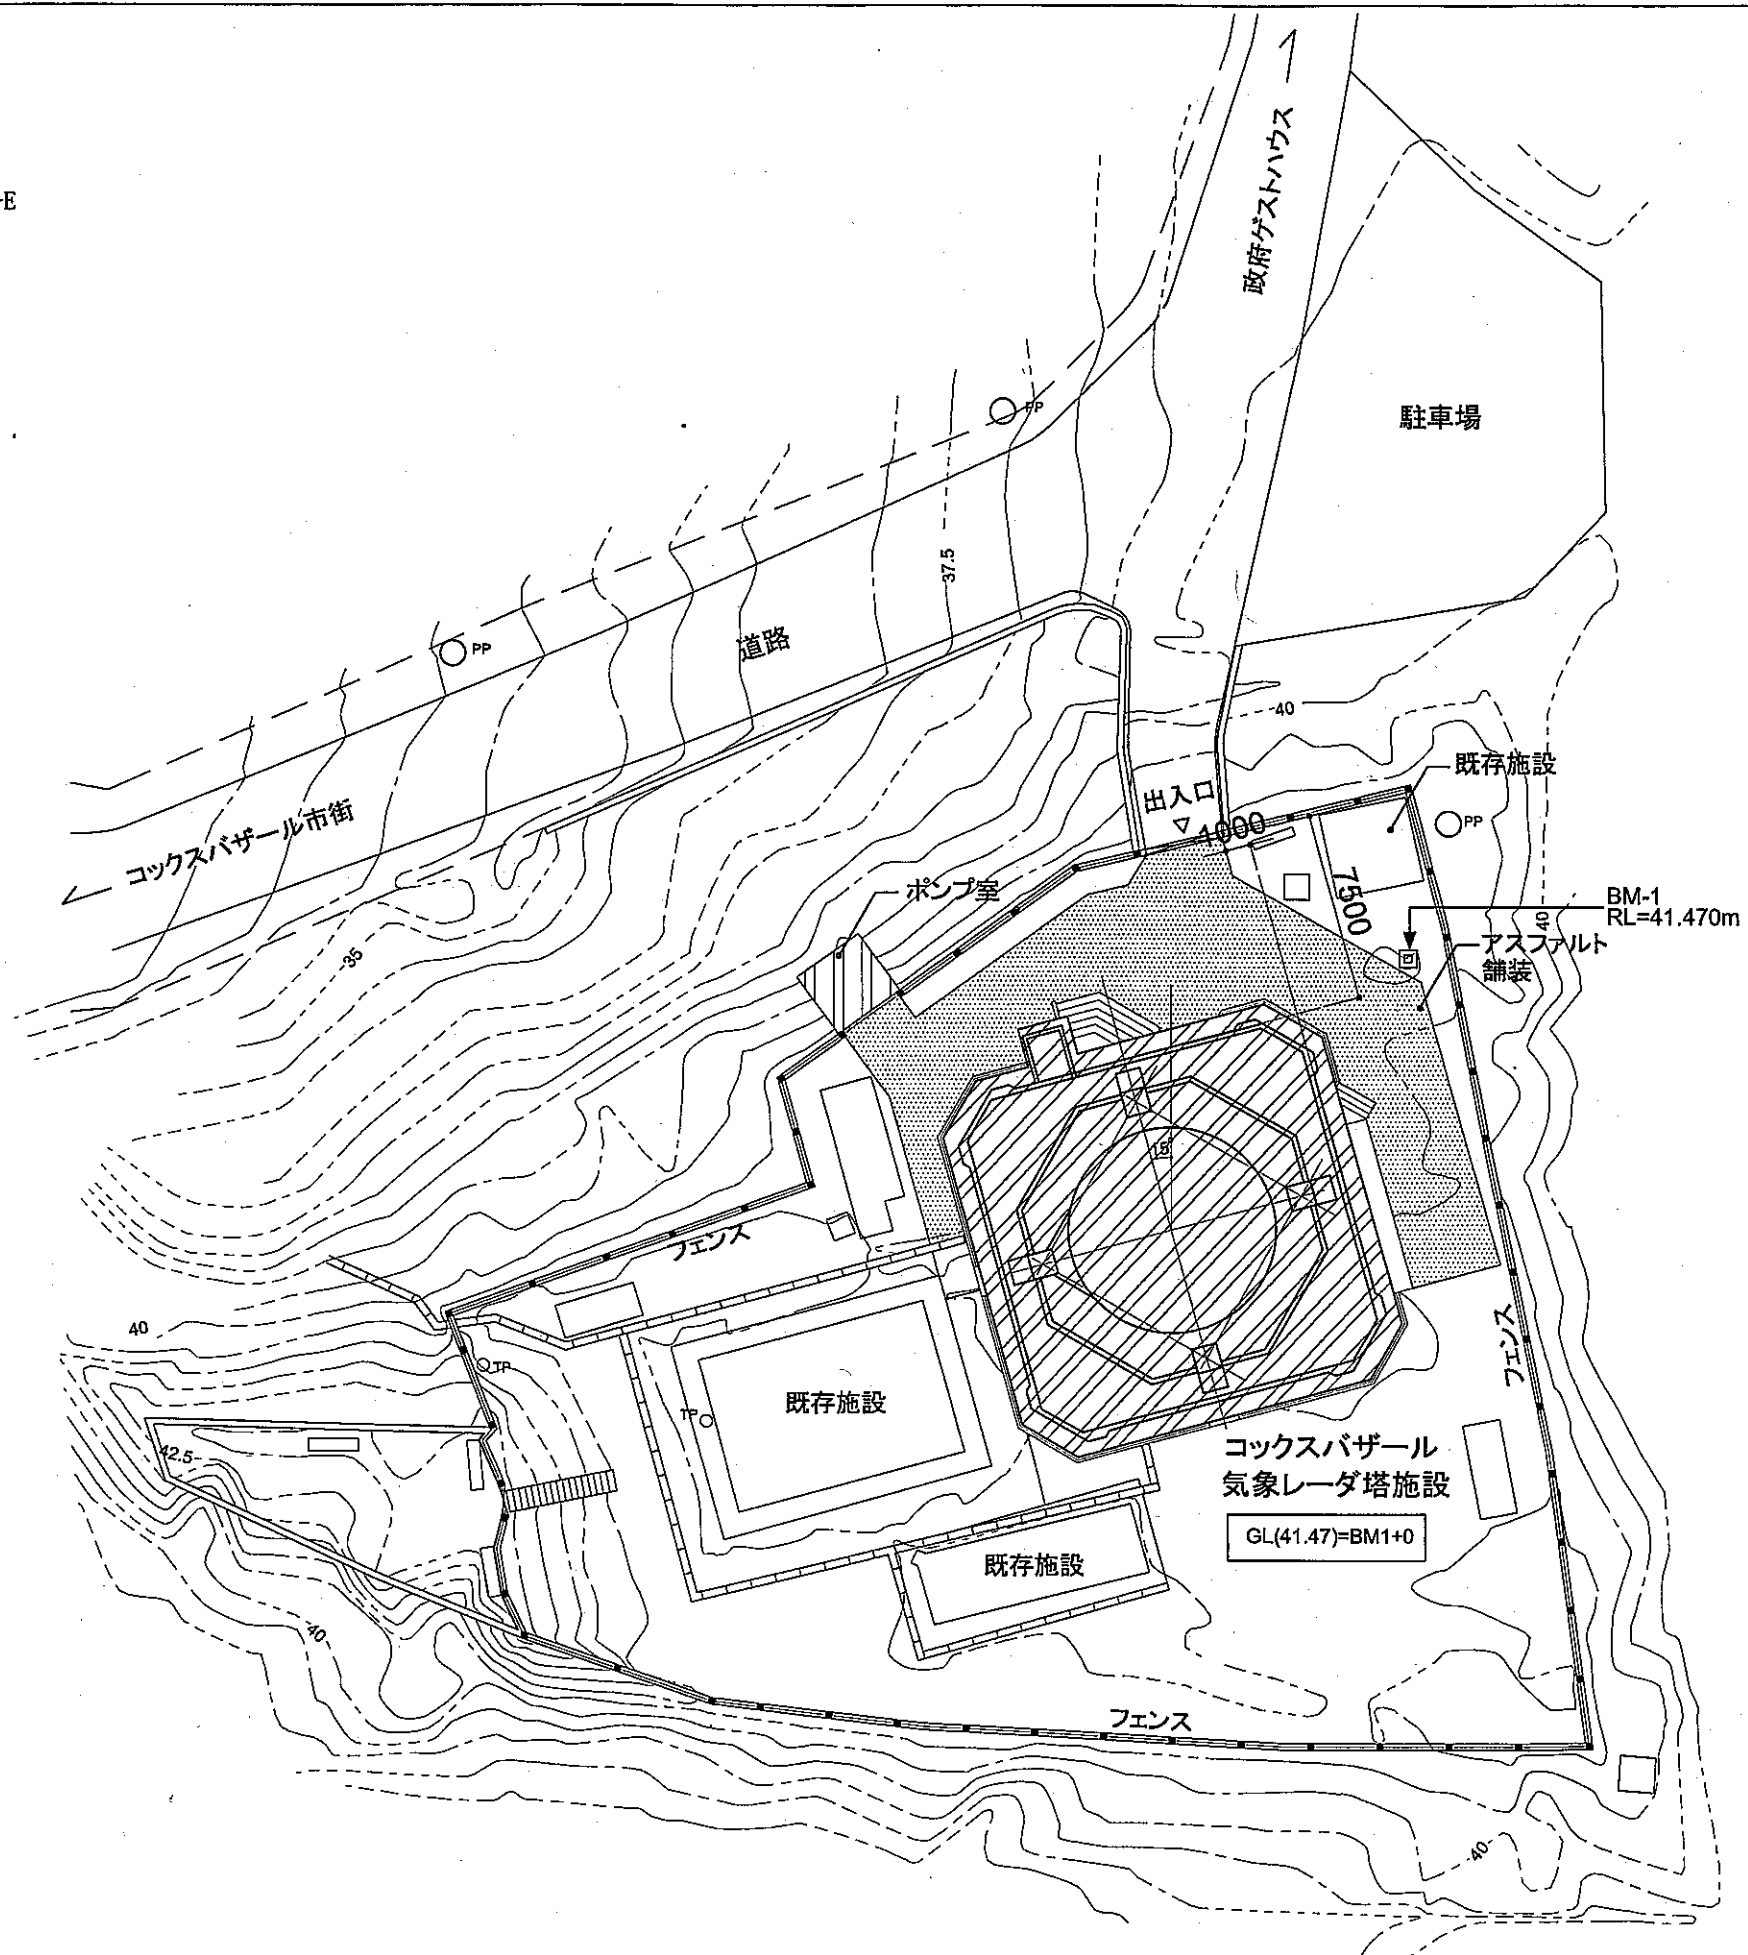 E
政府ゲストハウス
駐車場
PP
37.5
道路
PP
40
既存施設
出入口
PP
コックスバザール市街
1000
ポンプ室
7500
BM-1
RL=41.470m
40
アスファルト
舗装
35
15
フェンス
40
TP
フェンス
既存施設
TP
コックスバザール
気象レーダ塔施設
42.5
GL(41.47)=BM1+0
既存施設
40
フェンス
40